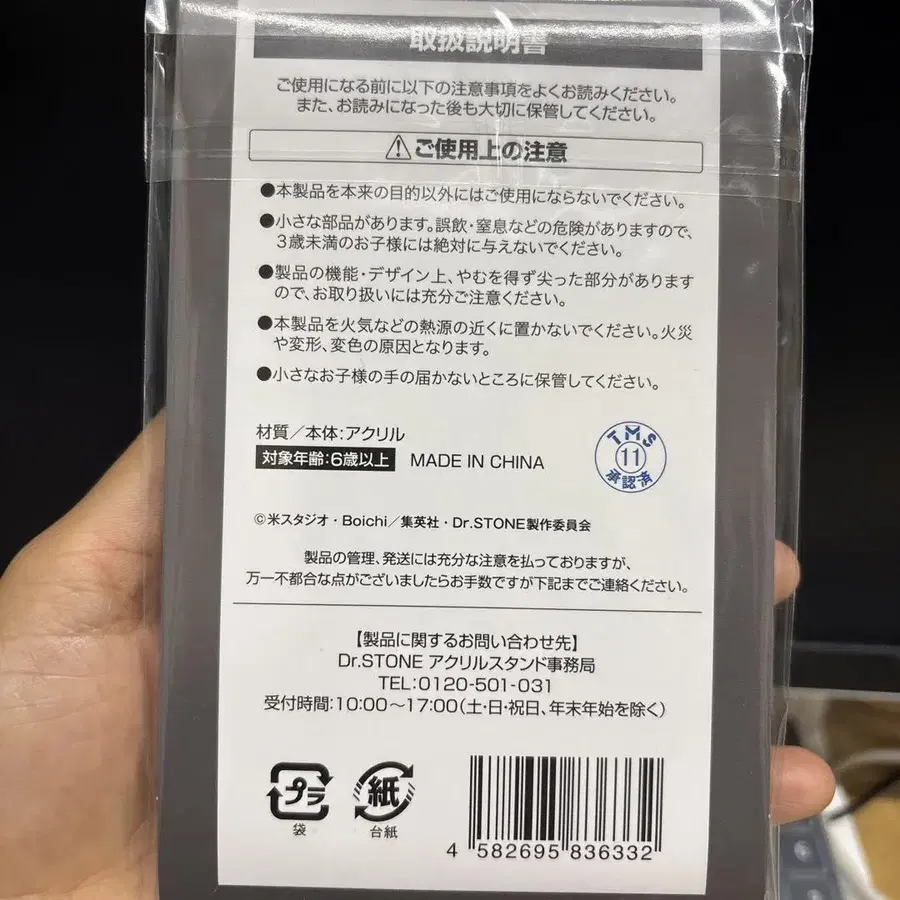 取扱説明書
ご使用になる前に以下の注意事項をよくお読みください。
また、お読みになった後も大切に保管してください。
⚠ご使用上の注意
●本製品を本来の目的以外にはご使用にならないでください。
●小さな部品があります。誤飲・窒息などの危険がありますので、
3歳未満のお子様には絶対に与えないでください。
●製品の機能・デザイン上、やむを得ず尖った部分があります
ので、お取り扱いには充分ご注意ください。
●本製品を火気などの熱源の近くに置かないでください。火災
や変形、変色の原因となります。
●小さなお子様の手の届かないところに保管してください。
材質/本体:アクリル
対象年齢:6歳以上 MADE IN CHINA
TMS
11
承認済
©米スタジオ・Boichi/集英社・Dr.STONE製作委員会
製品の管理、発送には充分な注意を払っておりますが、
万一不都合な点がございましたらお手数ですが下記までご連絡ください。
【製品に関するお問い合わせ先】
Dr.STONE アクリルスタンド事務局
TEL:0120-501-031
受付時間:10:00〜17:00(土・日・祝日、年末年始を除く)
プラ
袋
紙
台紙
4 582695 836332